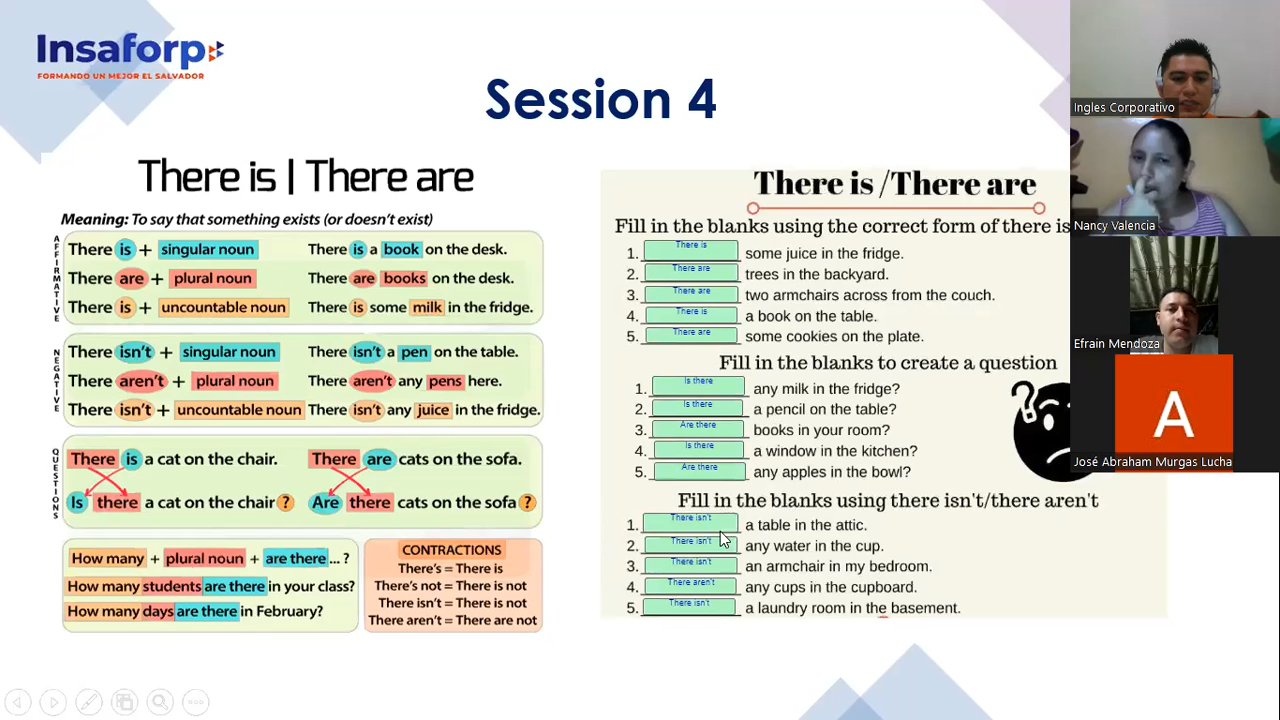 Insaforp
FORMANDO UN MEJOR EL SALVADOR
Session 4
There is | There are
Meaning: To say that something exists (or doesn't exist)
AFFIRMATIVE
There is + singular noun There is a book on the desk.
There are + plural noun There are books on the desk.
There is + uncountable noun There is some milk in the fridge.
NEGATIVE
There isn't + singular noun There isn't a pen on the table.
There aren't + plural noun There aren't any pens here.
There isn't + uncountable noun There isn't any juice in the fridge.
QUESTIONS
There is a cat on the chair. There are cats on the sofa.
Is there a cat on the chair ? Are there cats on the sofa ?
How many + plural noun + are there ... ?
How many students are there in your class?
How many days are there in February?
CONTRACTIONS
There's = There is
There's not = There is not
There isn't = There is not
There aren't = There are not
There is /There are
Fill in the blanks using the correct form of there is
1. There is some juice in the fridge.
2. There are trees in the backyard.
3. There are two armchairs across from the couch.
4. There is a book on the table.
5. There are some cookies on the plate.
Fill in the blanks to create a question
1. Is there any milk in the fridge?
2. Is there a pencil on the table?
3. Are there books in your room?
4. Is there a window in the kitchen?
5. Are there any apples in the bowl?
Fill in the blanks using there isn't/there aren't
1. There isn't a table in the attic.
2. There isn't any water in the cup.
3. There isn't an armchair in my bedroom.
4. There aren't any cups in the cupboard.
5. There isn't a laundry room in the basement.
Ingles Corporativo
Nancy Valencia
Efrain Mendoza
A
José Abraham Murgas Lucha